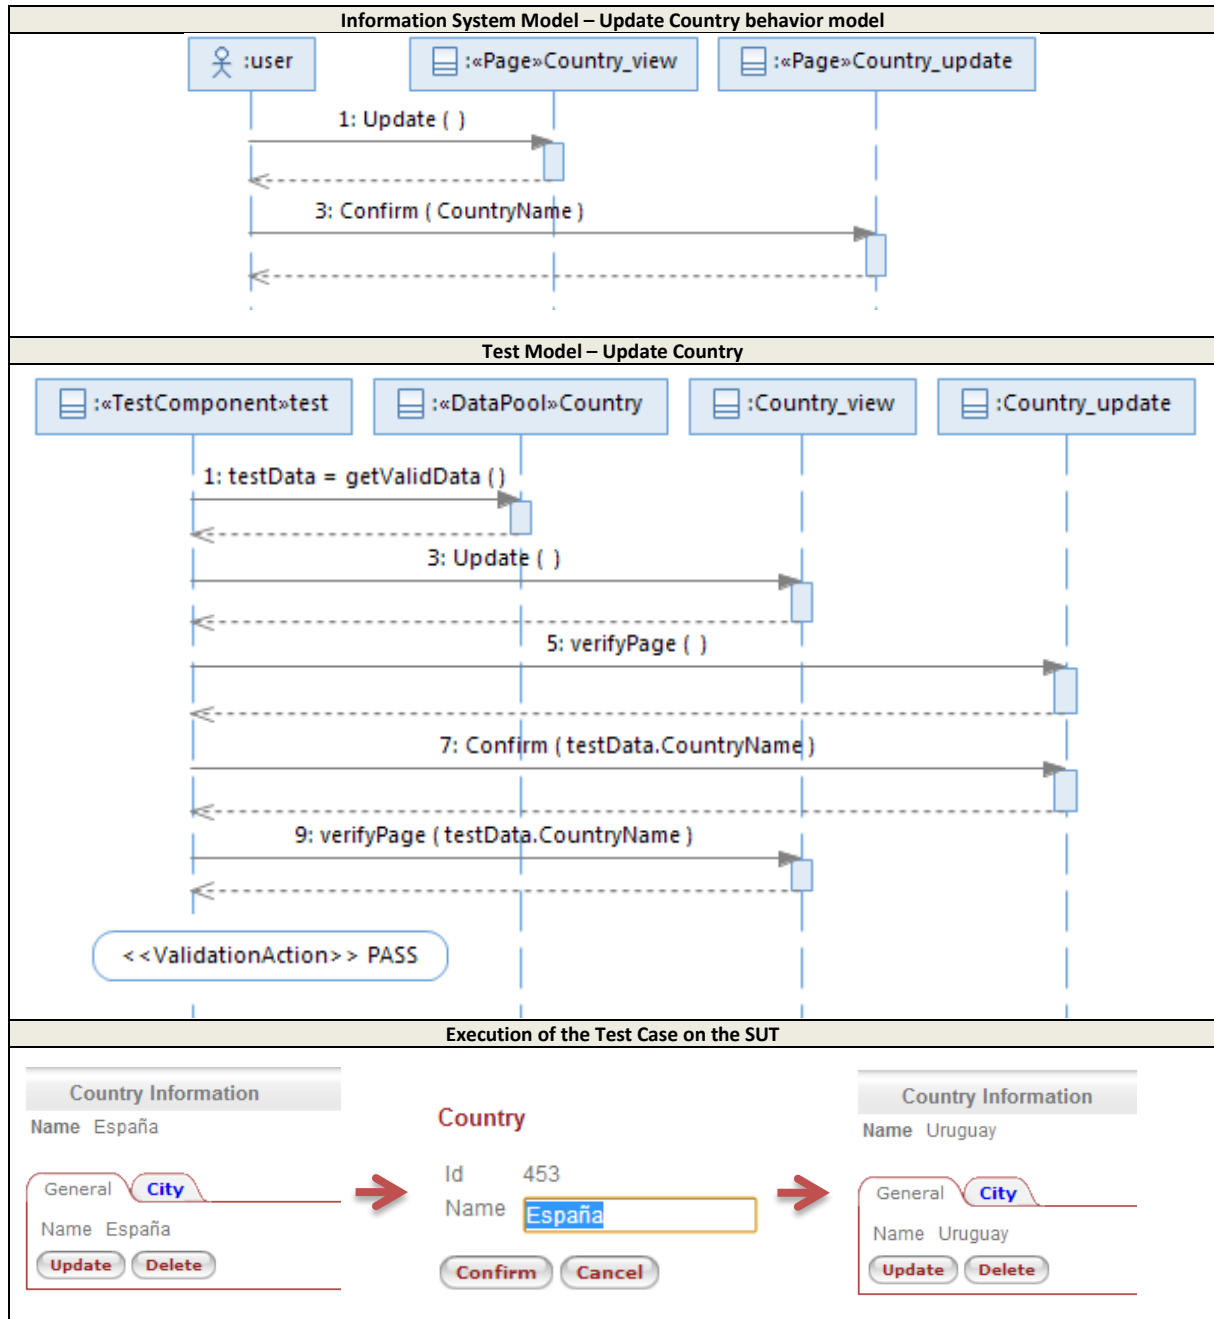 Information System Model – Update Country behavior model
:user
:«Page»Country_view
:«Page»Country_update
1: Update ( )
3: Confirm ( CountryName )
Test Model – Update Country
:«TestComponent»test
:«DataPool»Country
:Country_view
:Country_update
1: testData = getValidData ( )
3: Update ( )
5: verifyPage ( )
7: Confirm ( testData.CountryName )
9: verifyPage ( testData.CountryName )
<<ValidationAction>> PASS
Execution of the Test Case on the SUT
Country Information
Name España
General City
Name España
Update Delete
Country
Id 453
Name España
Confirm Cancel
Country Information
Name Uruguay
General City
Name Uruguay
Update Delete